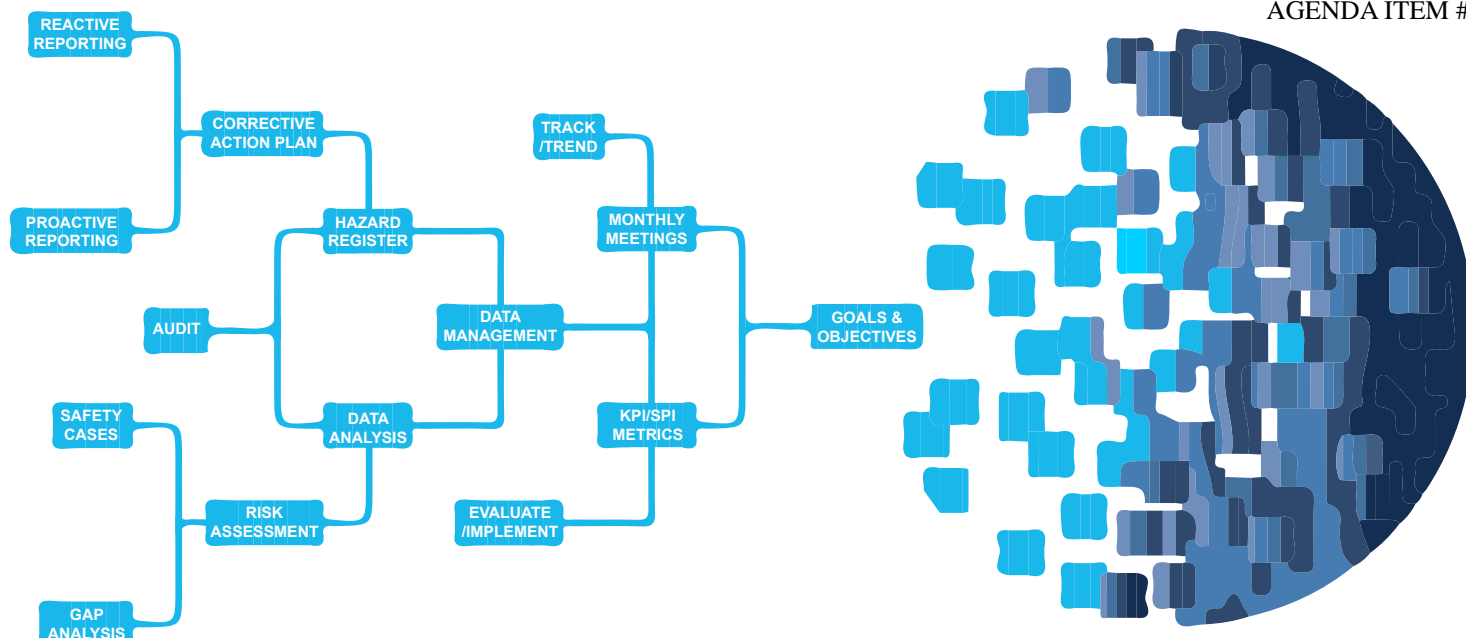 AGENDA ITEM #
REACTIVE
REPORTING
CORRECTIVE
ACTION PLAN
TRACK
/TREND
PROACTIVE
REPORTING
HAZARD
REGISTER
MONTHLY
MEETINGS
AUDIT
DATA
MANAGEMENT
GOALS &
OBJECTIVES
SAFETY
CASES
DATA
ANALYSIS
KPI/SPI
METRICS
RISK
ASSESSMENT
EVALUATE
/IMPLEMENT
GAP
ANALYSIS